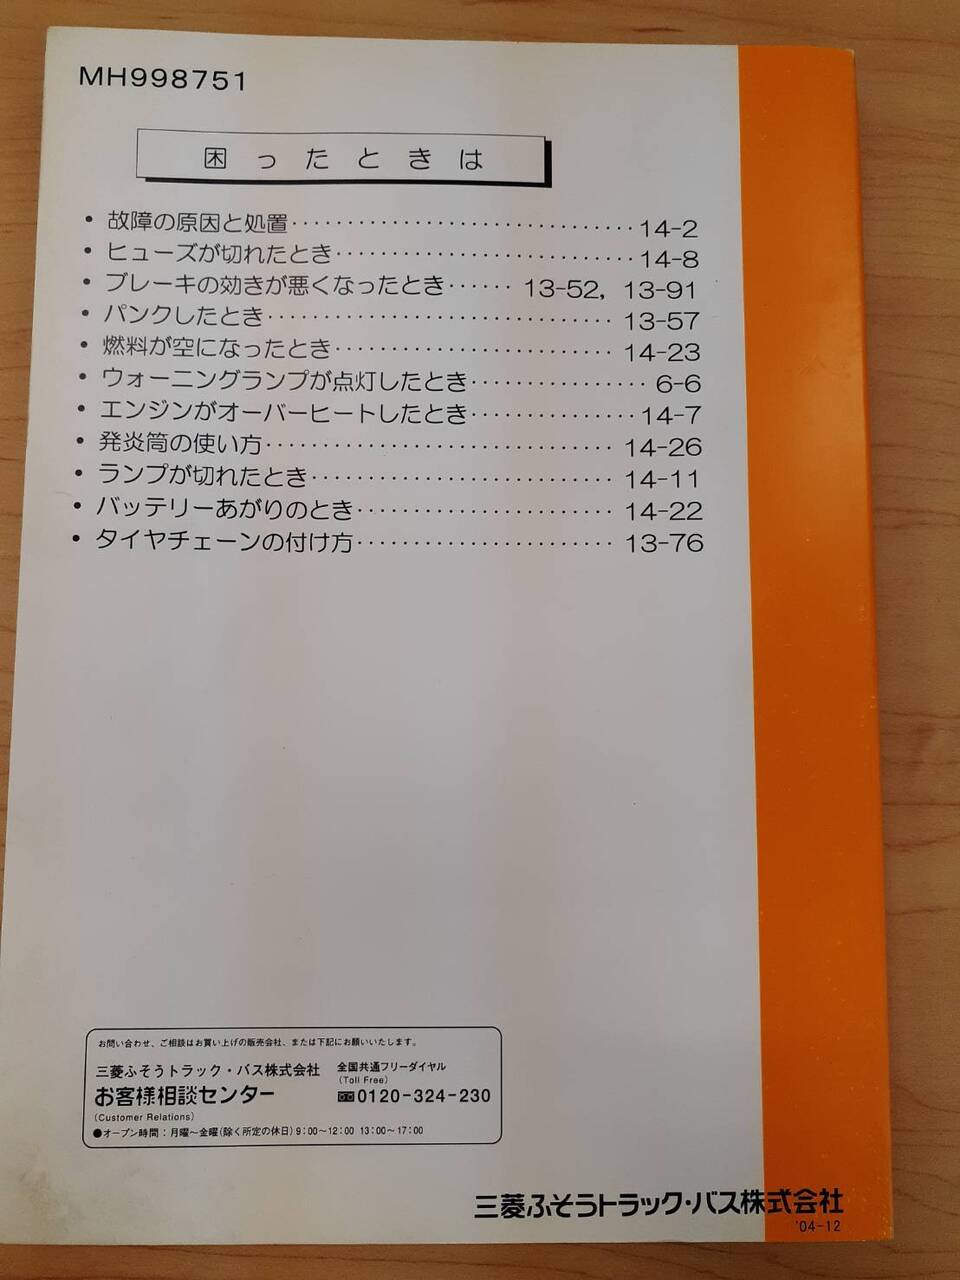 MH998751
困ったときは
• 故障の原因と処置································14-2
• ヒューズが切れたとき····························14-8
• ブレーキの効きが悪くなったとき······ 13-52, 13-91
• パンクしたとき································· 13-57
• 燃料が空になったとき·························· 14-23
• ウォーニングランプが点灯したとき················ 6-6
• エンジンがオーバーヒートしたとき···············14-7
• 発炎筒の使い方································· 14-26
• ランプが切れたとき····························· 14-11
• バッテリーあがりのとき························ 14-22
• タイヤチェーンの付け方························ 13-76
お問い合わせ、ご相談はお買い上げの販売会社、または下記にお願いいたします。
三菱ふそうトラック・バス株式会社 全国共通フリーダイヤル
(Toll Free)
お客様相談センター 0120-324-230
(Customer Relations)
●オープン時間：月曜～金曜(除く所定の休日) 9:00～12:00 13:00～17:00
三菱ふそうトラック・バス株式会社
'04-12